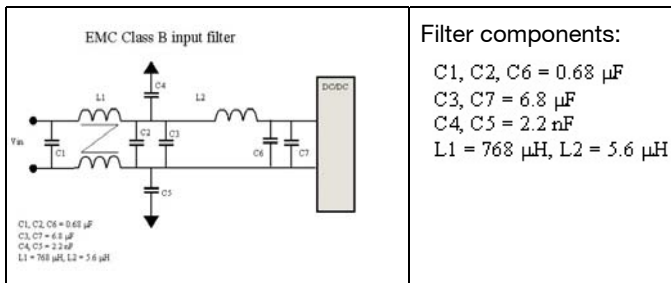 EMC Class B input filter
C4
L1
L2
DC/DC
Vin
C1
C2
C3
C6
C7
C5
C1, C2, C6 = 0.68 µF
C3, C7 = 6.8 µF
C4, C5 = 2.2 nF
L1 = 768 µH, L2 = 5.6 µH
Filter components:
C1, C2, C6 = 0.68 µF
C3, C7 = 6.8 µF
C4, C5 = 2.2 nF
L1 = 768 µH, L2 = 5.6 µH